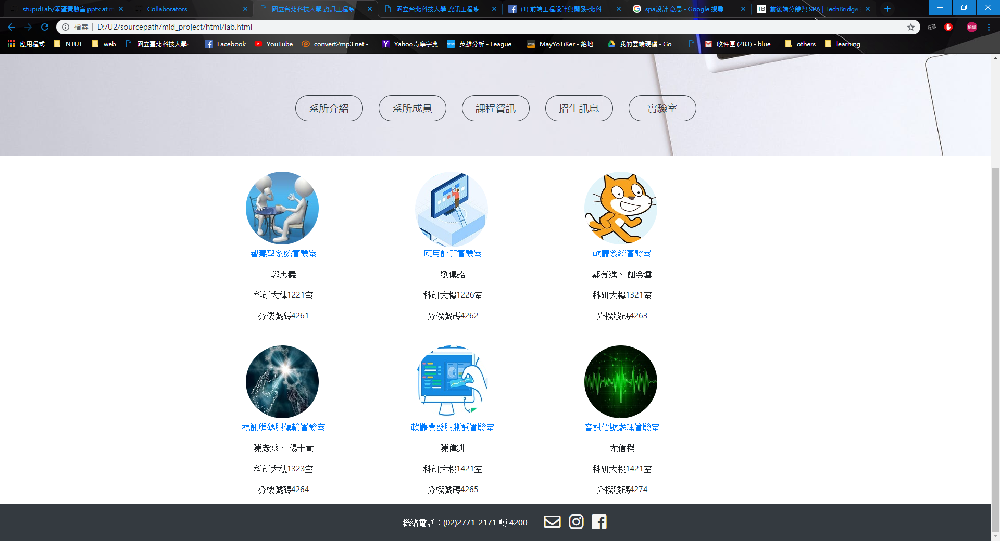 stupidLab/笨蛋實驗室.pptx at m
Collaborators
國立台北科技大學 資訊工程系
國立台北科技大學 資訊工程系
(1) 前端工程設計與開發-北科
spa設計 意思 - Google 搜尋
TB 前後端分離與 SPA | TechBridge
檔案 | D:/U2/sourcepath/mid_project/html/lab.html
柏偉
應用程式 NTUT web 國立臺北科技大學-... Facebook YouTube convert2mp3.net -... Yahoo奇摩字典 英雄分析 - League... MayYoTiKer - 絶地... 我的雲端硬碟 - Go... 收件匣 (283) - blue... others learning
系所介紹 系所成員 課程資訊 招生訊息 實驗室
智慧型系統實驗室
郭忠義
科研大樓1221室
分機號碼4261
應用計算實驗室
劉傳銘
科研大樓1226室
分機號碼4262
軟體系統實驗室
鄭有進、 謝金雲
科研大樓1321室
分機號碼4263
視訊編碼與傳輸實驗室
陳彥霖、 楊士萱
科研大樓1323室
分機號碼4264
軟體開發與測試實驗室
陳偉凱
科研大樓1421室
分機號碼4265
音訊信號處理實驗室
尤信程
科研大樓1421室
分機號碼4274
聯絡電話：(02)2771-2171 轉 4200